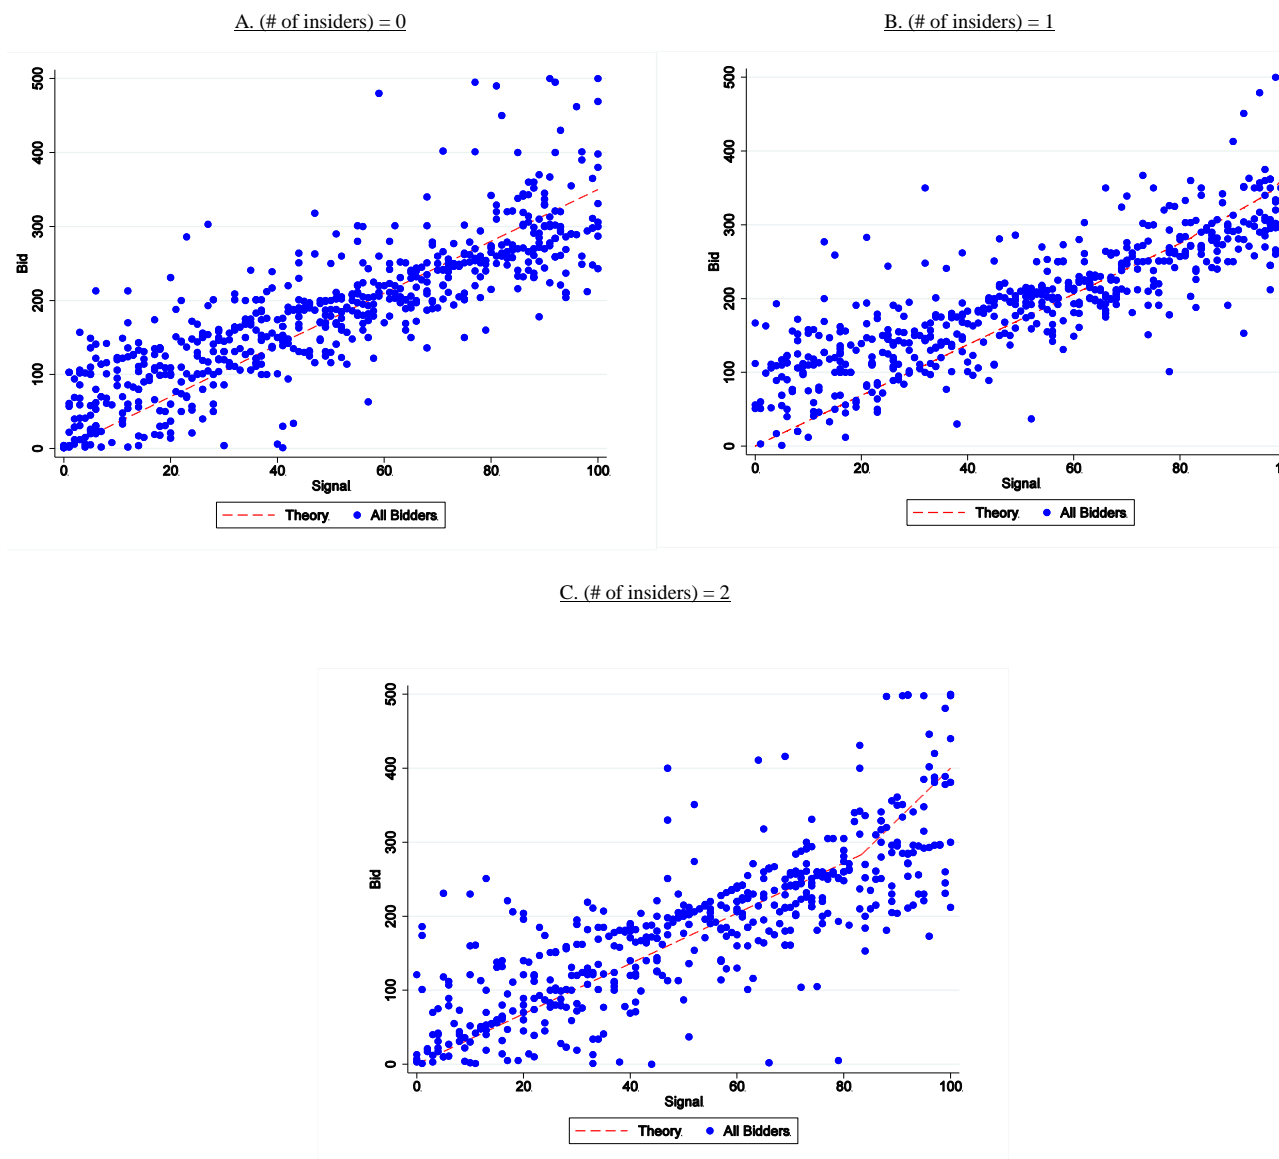 A. (# of insiders) = 0
B. (# of insiders) = 1
Bid
500
400
300
200
100
0
0 20 40 60 80 100
Signal
Theory All Bidders
Bid
500
400
300
200
100
0
0 20 40 60 80 1
Signal
Theory All Bidders
C. (# of insiders) = 2
Bid
500
400
300
200
100
0
0 20 40 60 80 100
Signal
Theory All Bidders